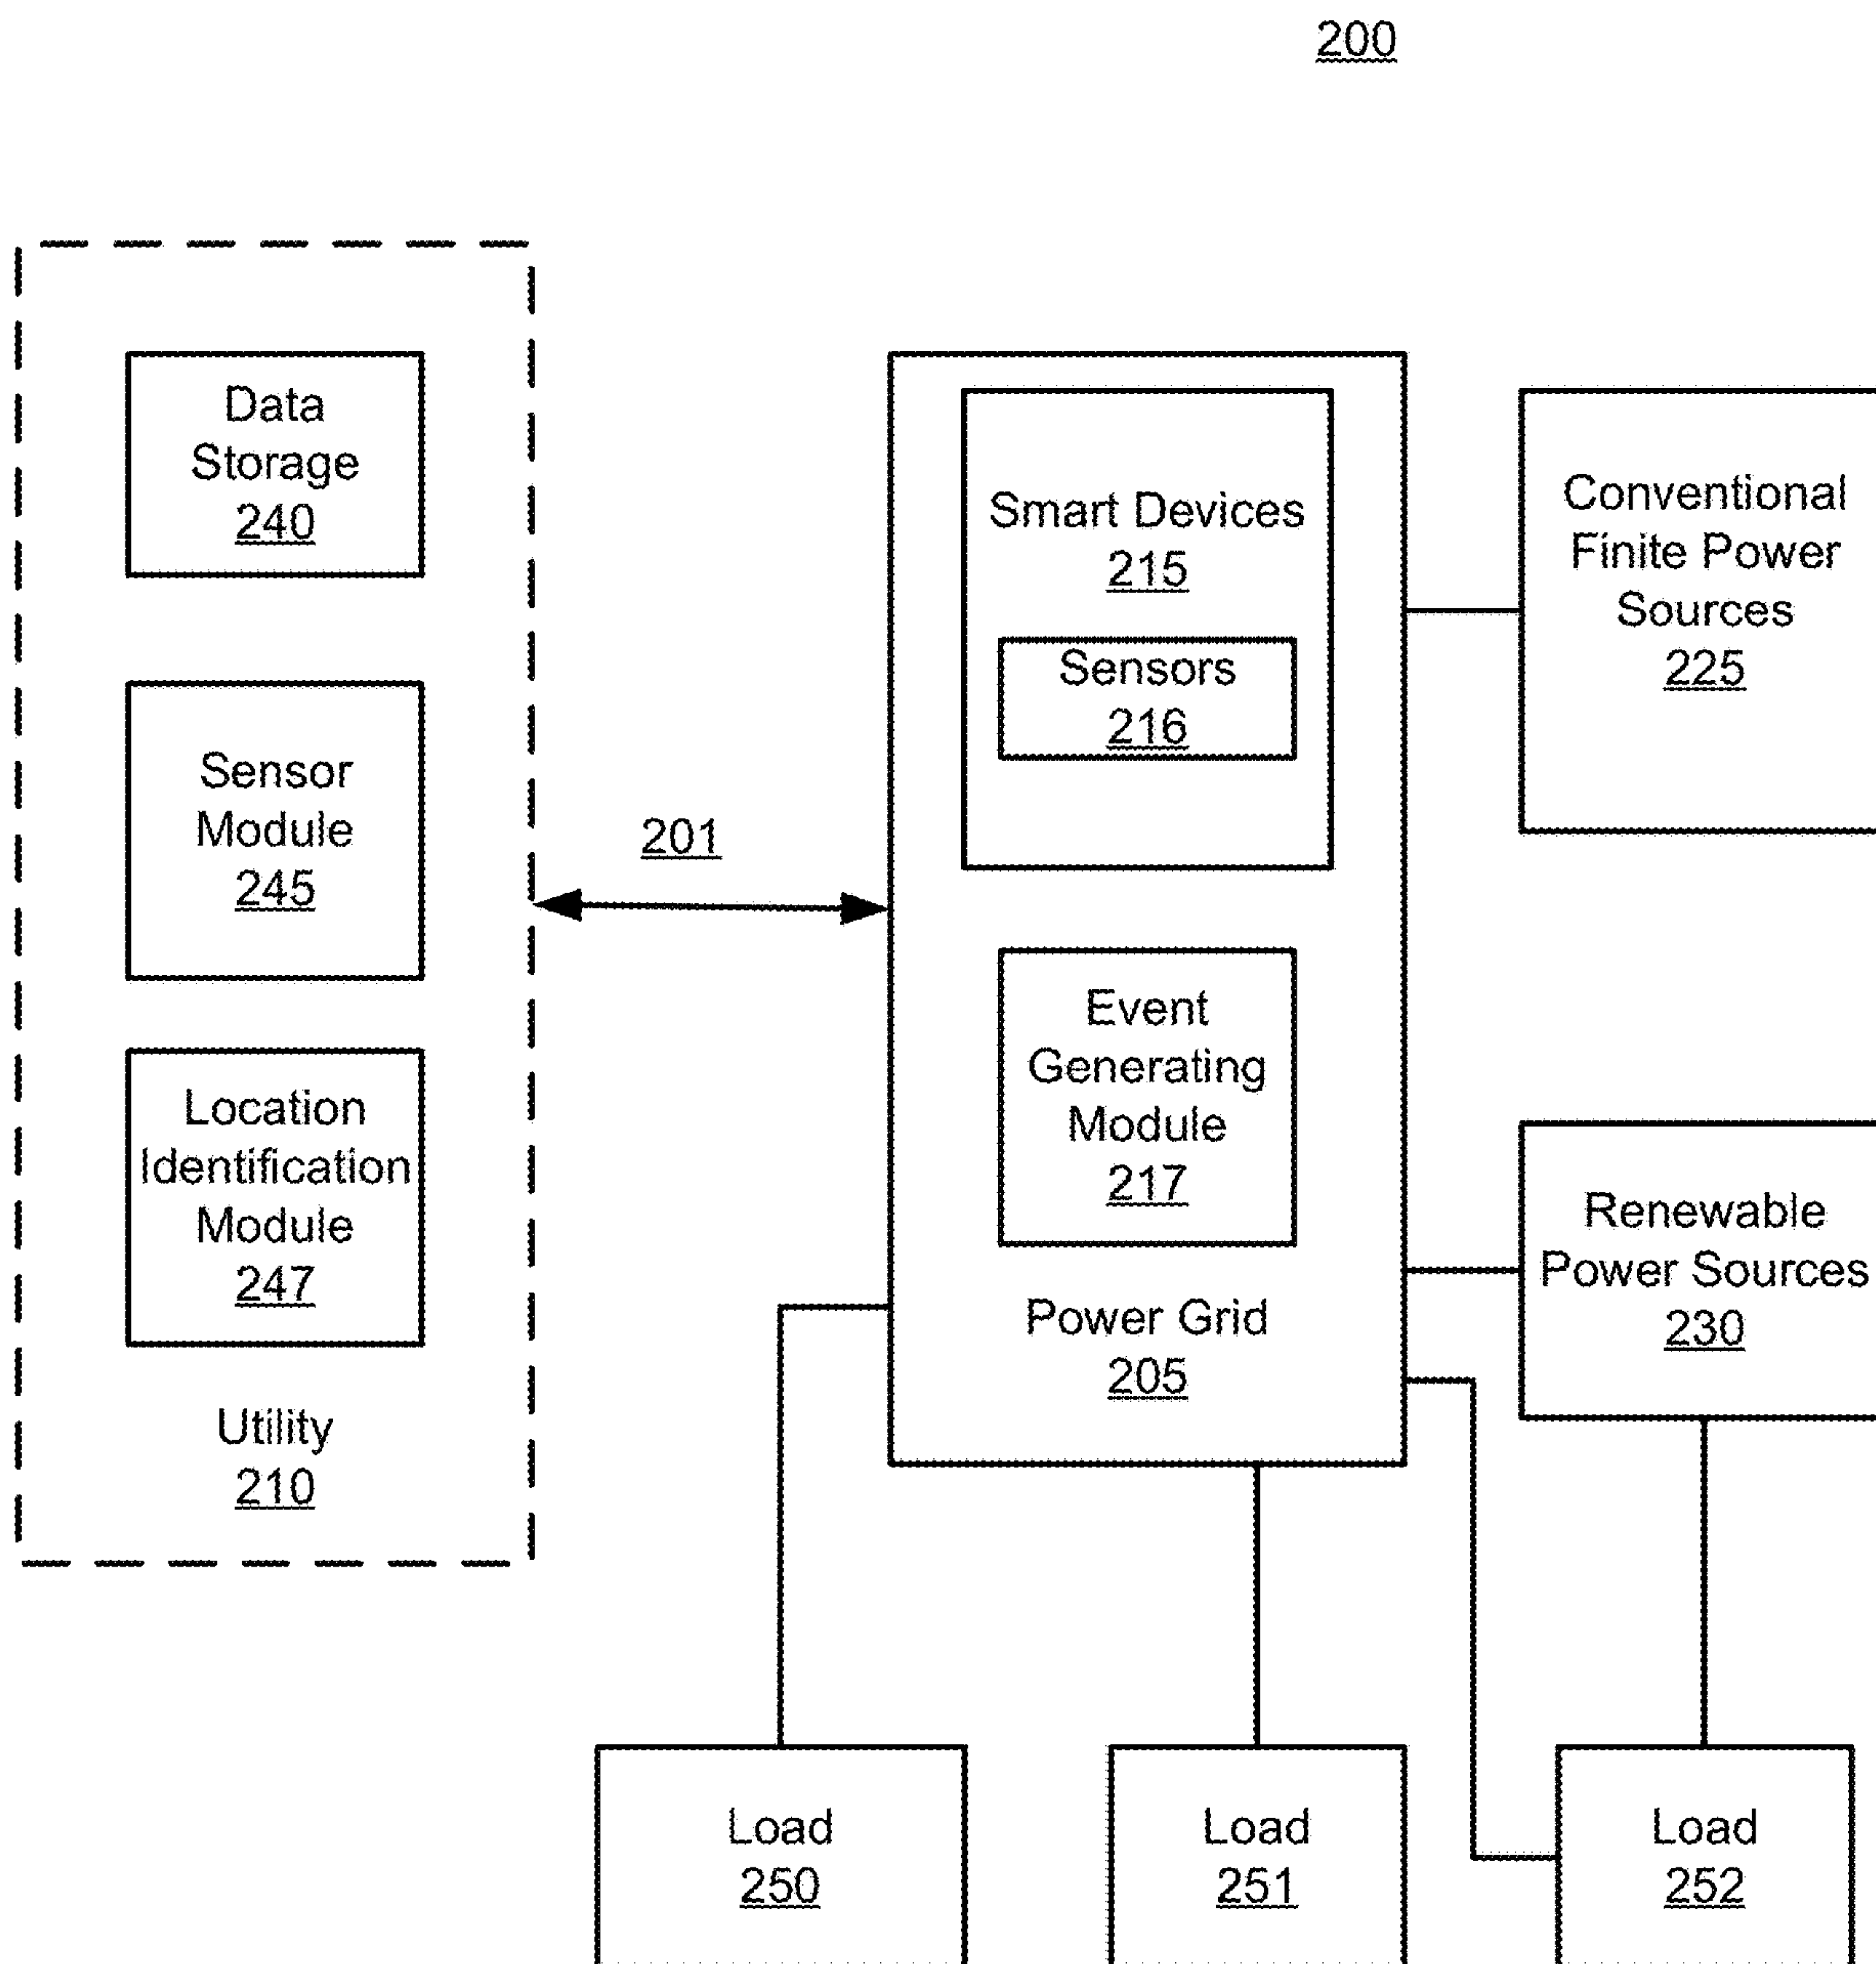 200
Data
Storage
240
Sensor
Module
245
Location
Identification
Module
247
Utility
210
201
Smart Devices
215
Sensors
216
Event
Generating
Module
217
Power Grid
205
Conventional
Finite Power
Sources
225
Renewable
Power Sources
230
Load
250
Load
251
Load
252